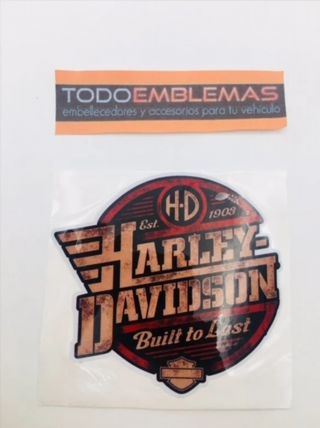 TODOEMBLEMAS
embellecedores y accesorios para tu vehículo
H-D
Est. 1903
HARLEY-
DAVIDSON
Built to Last